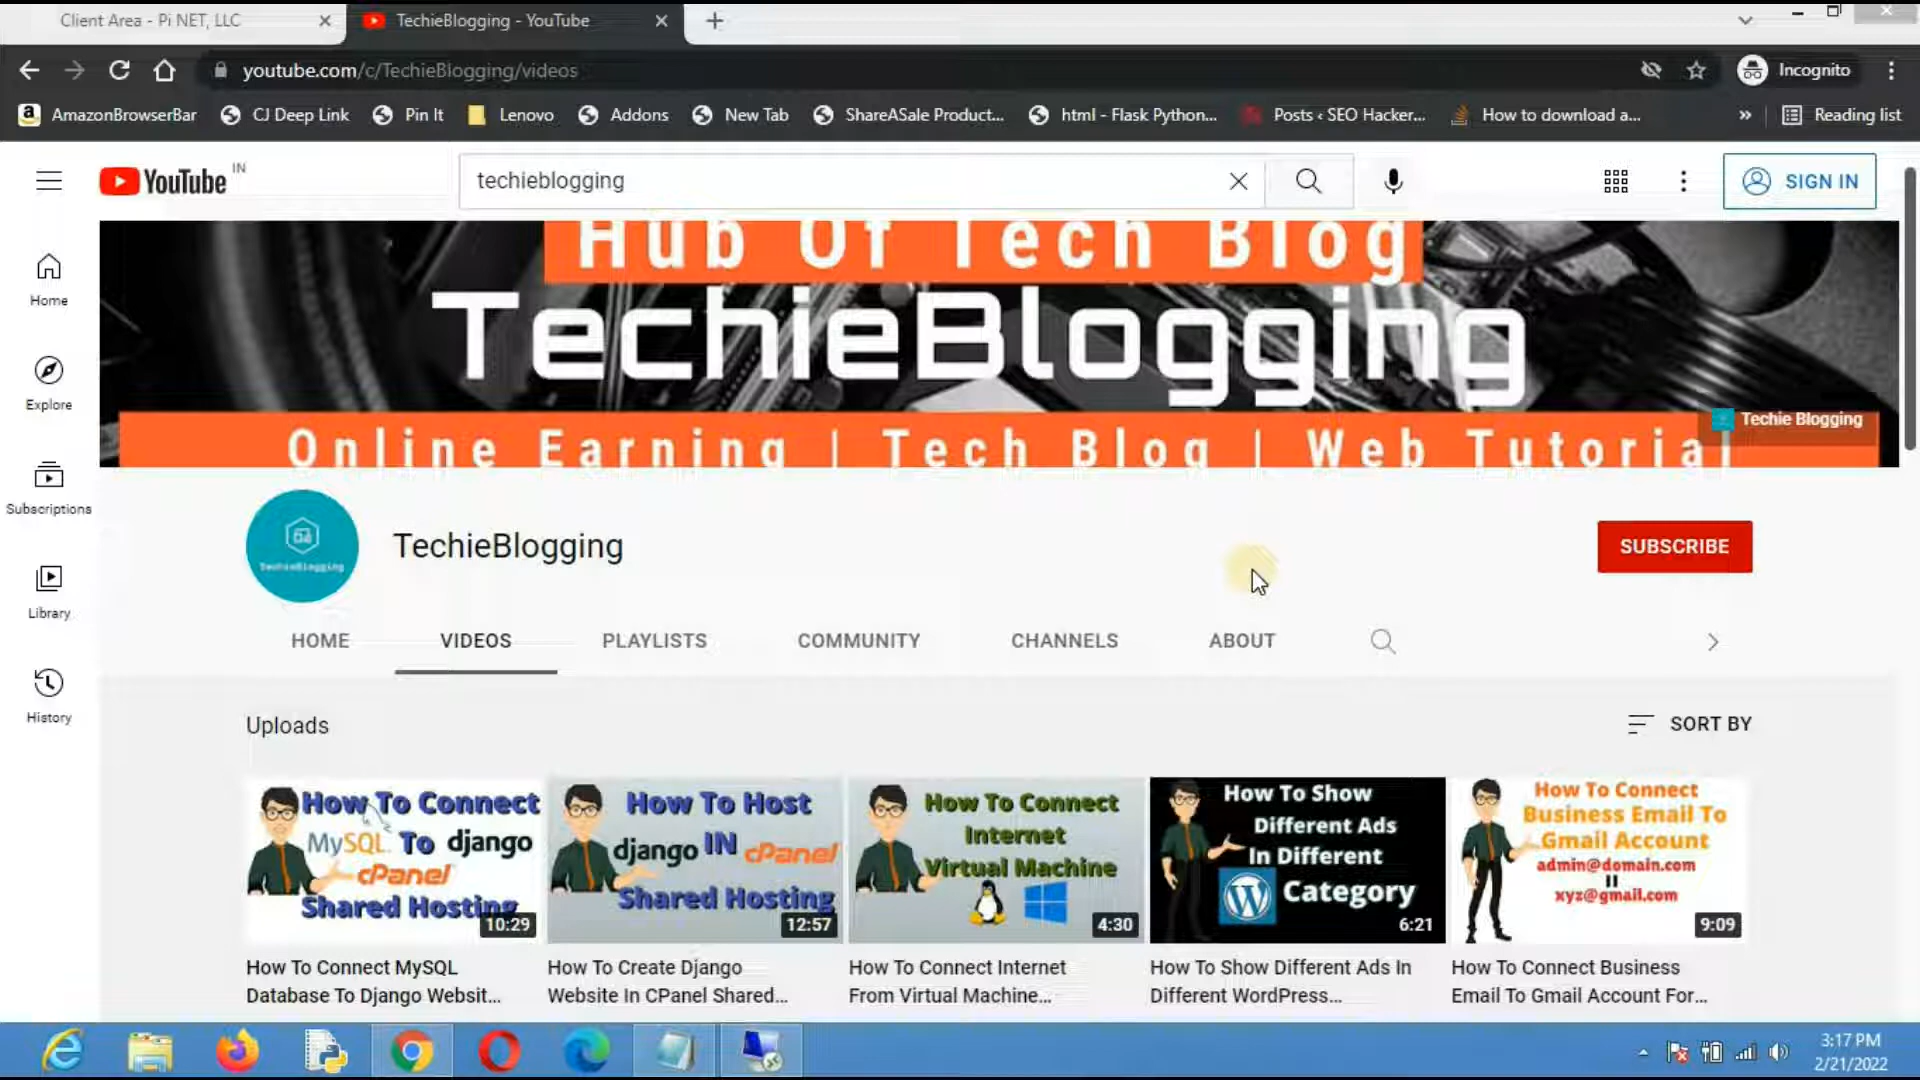 Client Area - Pi NET, LLC
TechieBlogging - YouTube
youtube.com/c/TechieBlogging/videos
Incognito
AmazonBrowserBar
CJ Deep Link
Pin It
Lenovo
Addons
New Tab
ShareASale Product...
html - Flask Python...
Posts ‹ SEO Hacker...
How to download a...
»
Reading list
YouTube IN
techieblogging
SIGN IN
Home
Explore
Subscriptions
Library
History
Hub Of Tech Blog
TechieBlogging
Online Earning | Tech Blog | Web Tutorial
Techie Blogging
TechieBlogging
TechieBlogging
SUBSCRIBE
HOME
VIDEOS
PLAYLISTS
COMMUNITY
CHANNELS
ABOUT
Uploads
SORT BY
How To Connect
MySQL To django
cPanel
Shared Hosting
10:29
How To Host
django IN cPanel
Shared Hosting
12:57
How To Connect
Internet
Virtual Machine
4:30
How To Show
Different Ads
In Different
Category
6:21
How To Connect
Business Email To
Gmail Account
admin@domain.com
xyz@gmail.com
9:09
How To Connect MySQL
Database To Django Websit...
How To Create Django
Website In CPanel Shared...
How To Connect Internet
From Virtual Machine...
How To Show Different Ads In
Different WordPress...
How To Connect Business
Email To Gmail Account For...
3:17 PM
2/21/2022